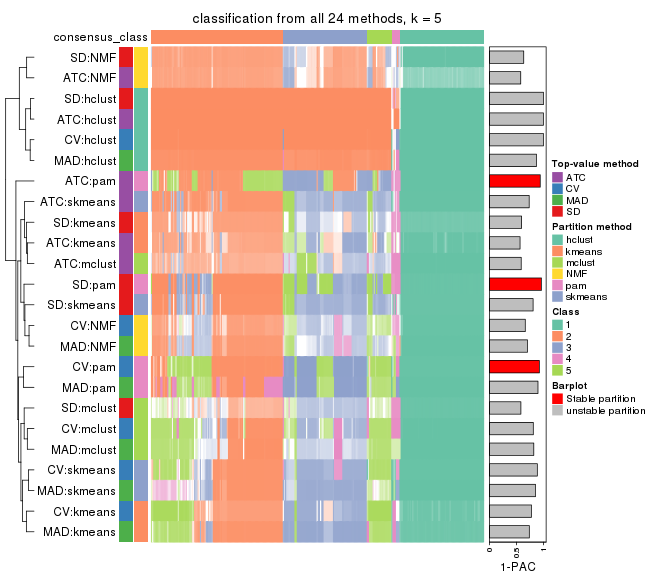 classification from all 24 methods, k = 5
consensus_class
SD:NMF
ATC:NMF
SD:hclust
ATC:hclust
CV:hclust
MAD:hclust
ATC:pam
ATC:skmeans
SD:kmeans
ATC:kmeans
ATC:mclust
SD:pam
SD:skmeans
CV:NMF
MAD:NMF
CV:pam
MAD:pam
SD:mclust
CV:mclust
MAD:mclust
CV:skmeans
MAD:skmeans
CV:kmeans
MAD:kmeans
0
0.5
1
1-PAC
Top-value method
ATC
CV
MAD
SD
Partition method
hclust
kmeans
mclust
NMF
pam
skmeans
Class
1
2
3
4
5
Barplot
Stable partition
unstable partition